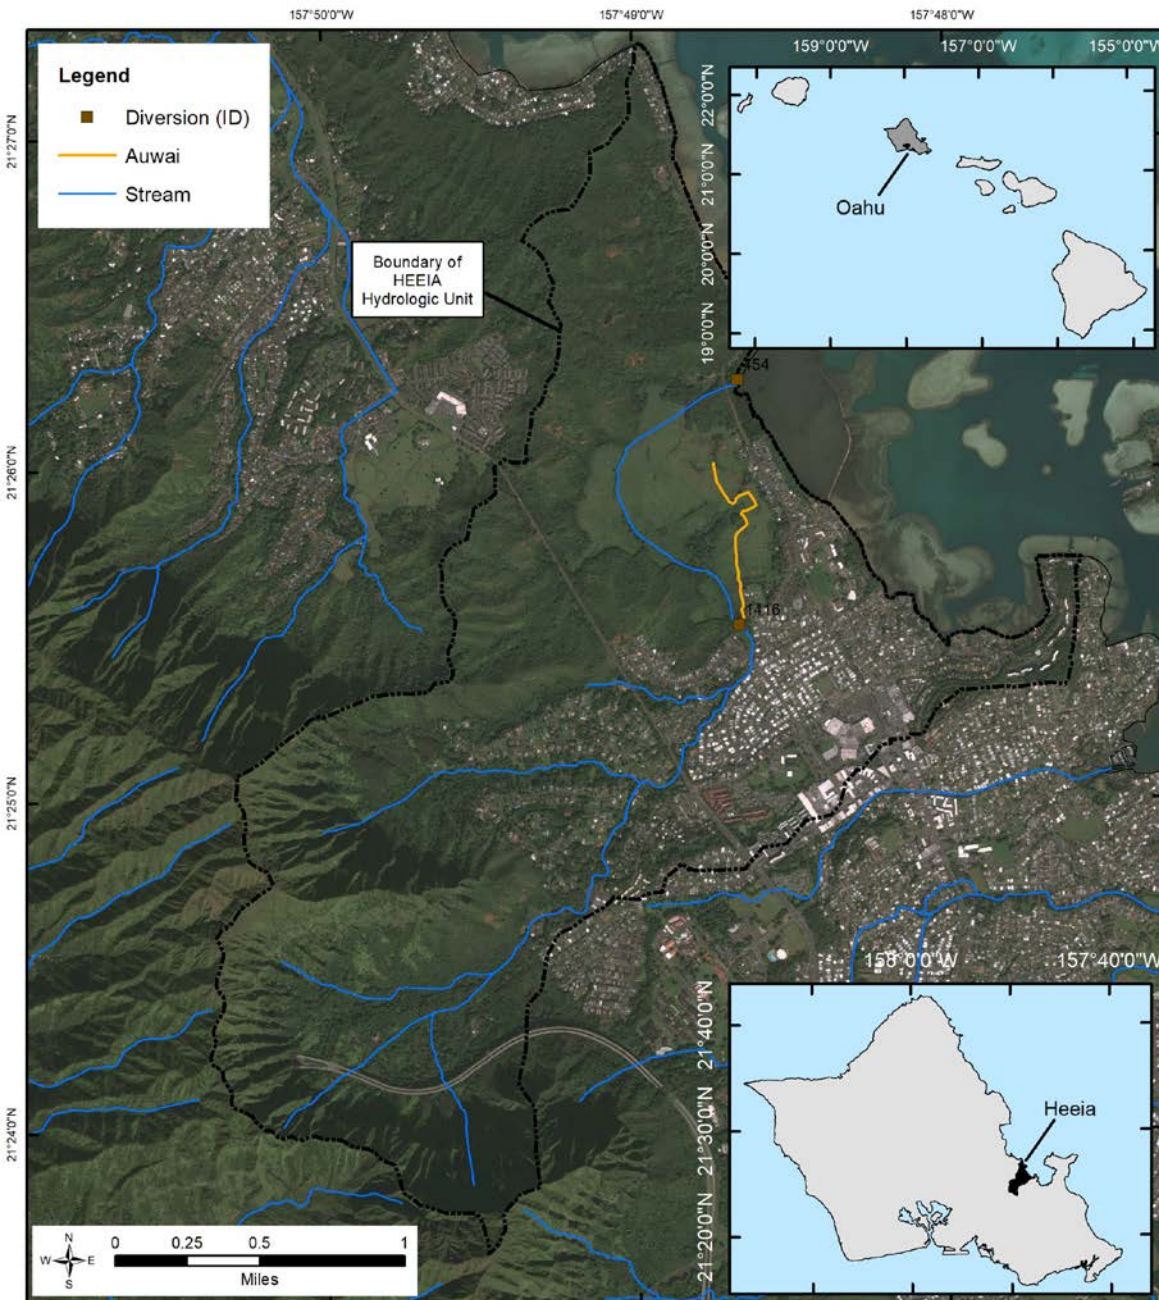 157°50'0"W
157°49'0"W
157°48'0"W
Legend
Diversion (ID)
Auwai
Stream
21°27'0"N
21°26'0"N
21°25'0"N
21°24'0"N
Boundary of
HEEIA
Hydrologic Unit
159°0'0"W
157°0'0"W
155°0'0"W
22°0'0"N
21°0'0"N
20°0'0"N
19°0'0"N
Oahu
1416
158°0'0"W
157°40'0"W
21°40'0"N
21°30'0"N
21°20'0"N
Heeia
N
W
E
S
0
0.25
0.5
1
Miles